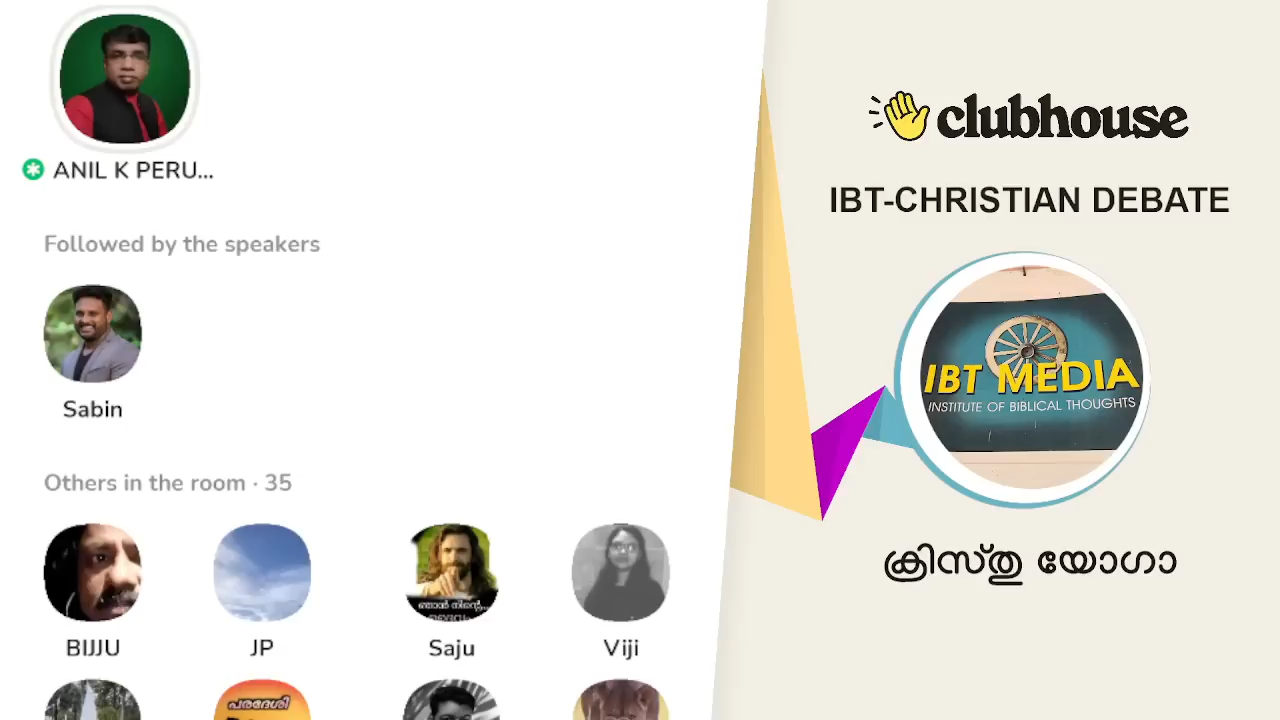 ANIL K PERU...
Followed by the speakers
Sabin
Others in the room · 35
ഞാൻ നിന്റെ...
BIJJU
JP
Saju
Viji
പരദേശി
clubhouse
IBT-CHRISTIAN DEBATE
IBT MEDIA
INSTITUTE OF BIBLICAL THOUGHTS
ക്രിസ്തു യോഗാ